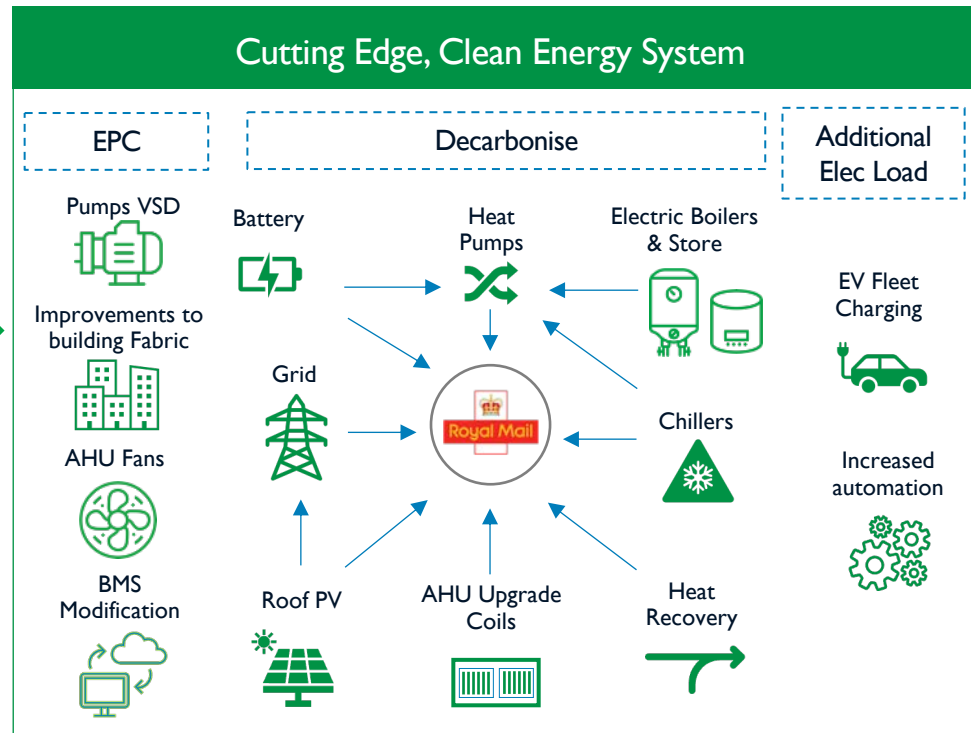 Cutting Edge, Clean Energy System
EPC
Decarbonise
Additional
Elec Load
Pumps VSD
Improvements to
building Fabric
AHU Fans
BMS
Modification
Battery
Heat
Pumps
Electric Boilers
& Store
Grid
Royal Mail
Chillers
Roof PV
AHU Upgrade
Coils
Heat
Recovery
EV Fleet
Charging
Increased
automation